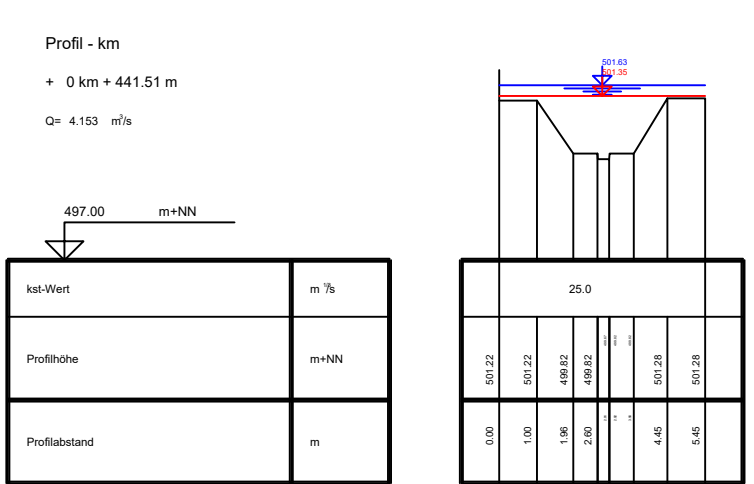 Profil - km
+ 0 km + 441.51 m
Q= 4.153 m³/s
501.63
501.35
497.00 m+NN
kst-Wert m ¹/³/s 25.0
Profilhöhe m+NN 501.22 501.22 499.82 499.82 501.28 501.28
Profilabstand m 0.00 1.00 1.96 2.60 4.45 5.45